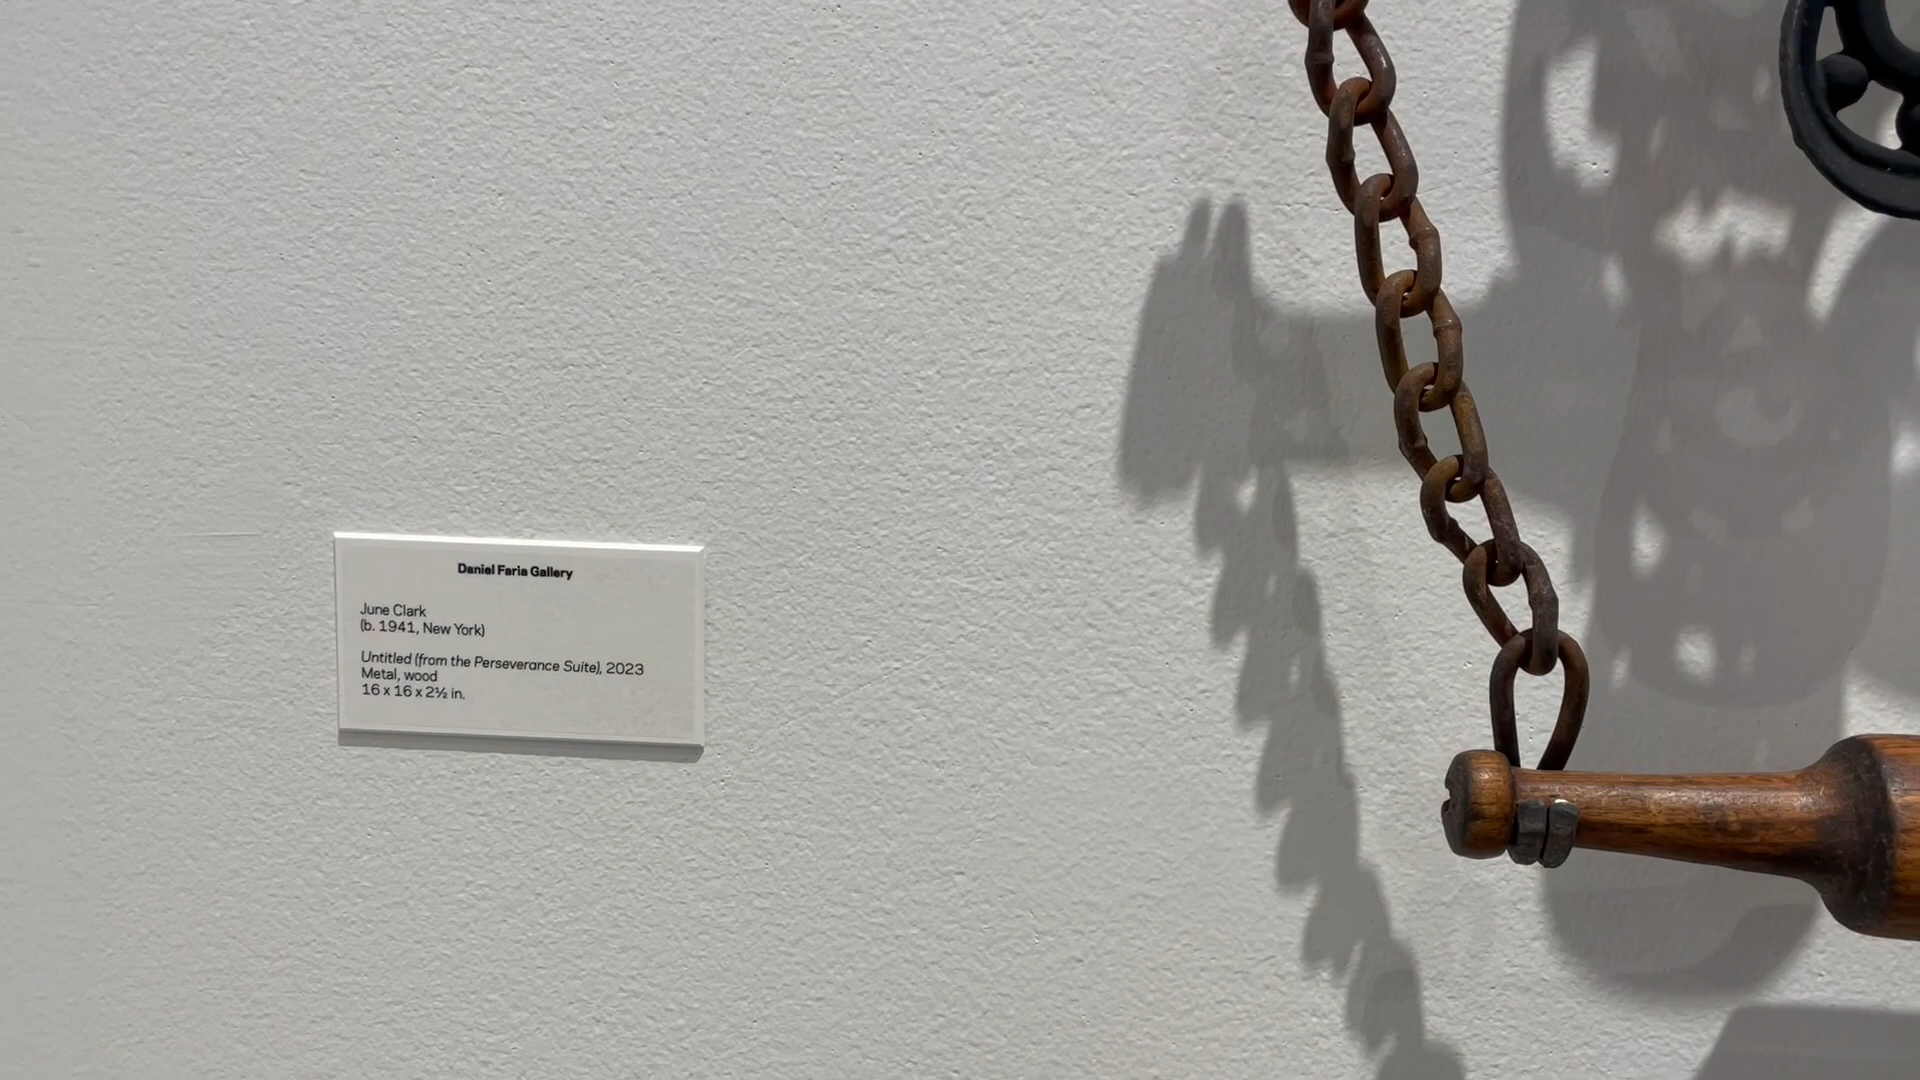 Daniel Faria Gallery
June Clark
(b. 1941, New York)
Untitled (from the Perseverance Suite), 2023
Metal, wood
16 x 16 x 2½ in.